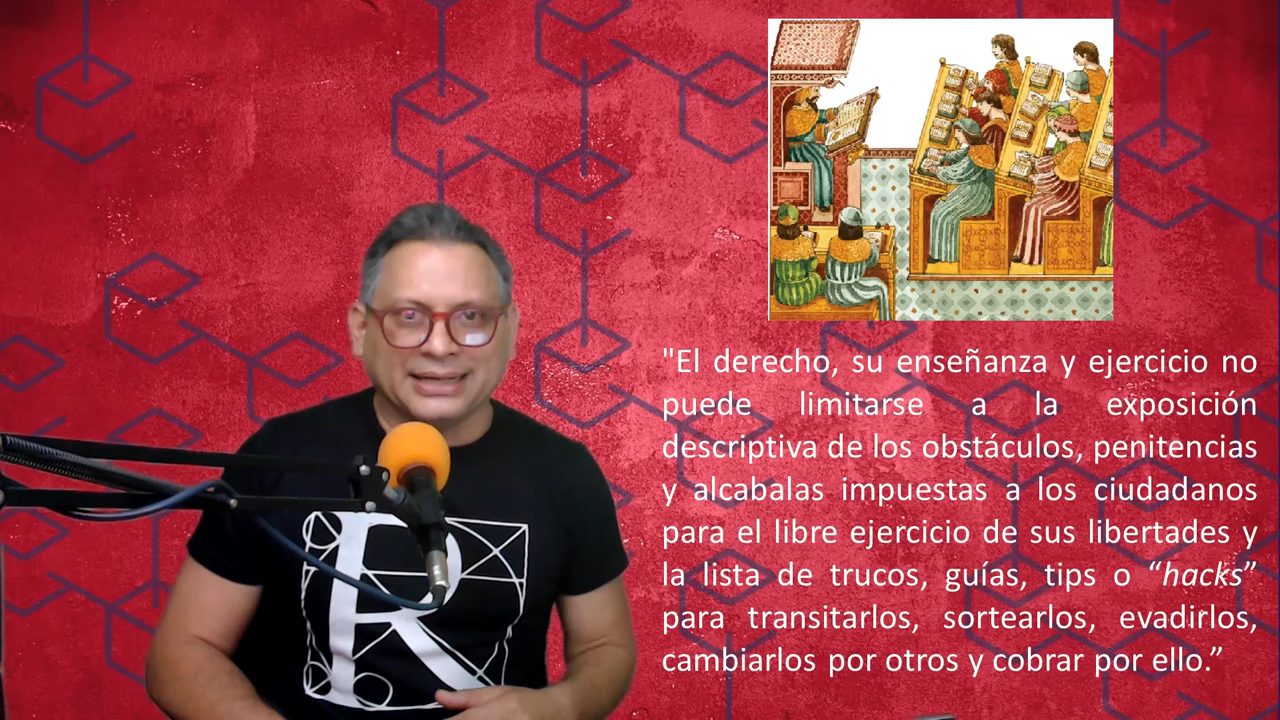 "El derecho, su enseñanza y ejercicio no
puede limitarse a la exposición
descriptiva de los obstáculos, penitencias
y alcabalas impuestas a los ciudadanos
para el libre ejercicio de sus libertades y
la lista de trucos, guías, tips o “hacks”
para transitarlos, sortearlos, evadirlos,
cambiarlos por otros y cobrar por ello.”
R